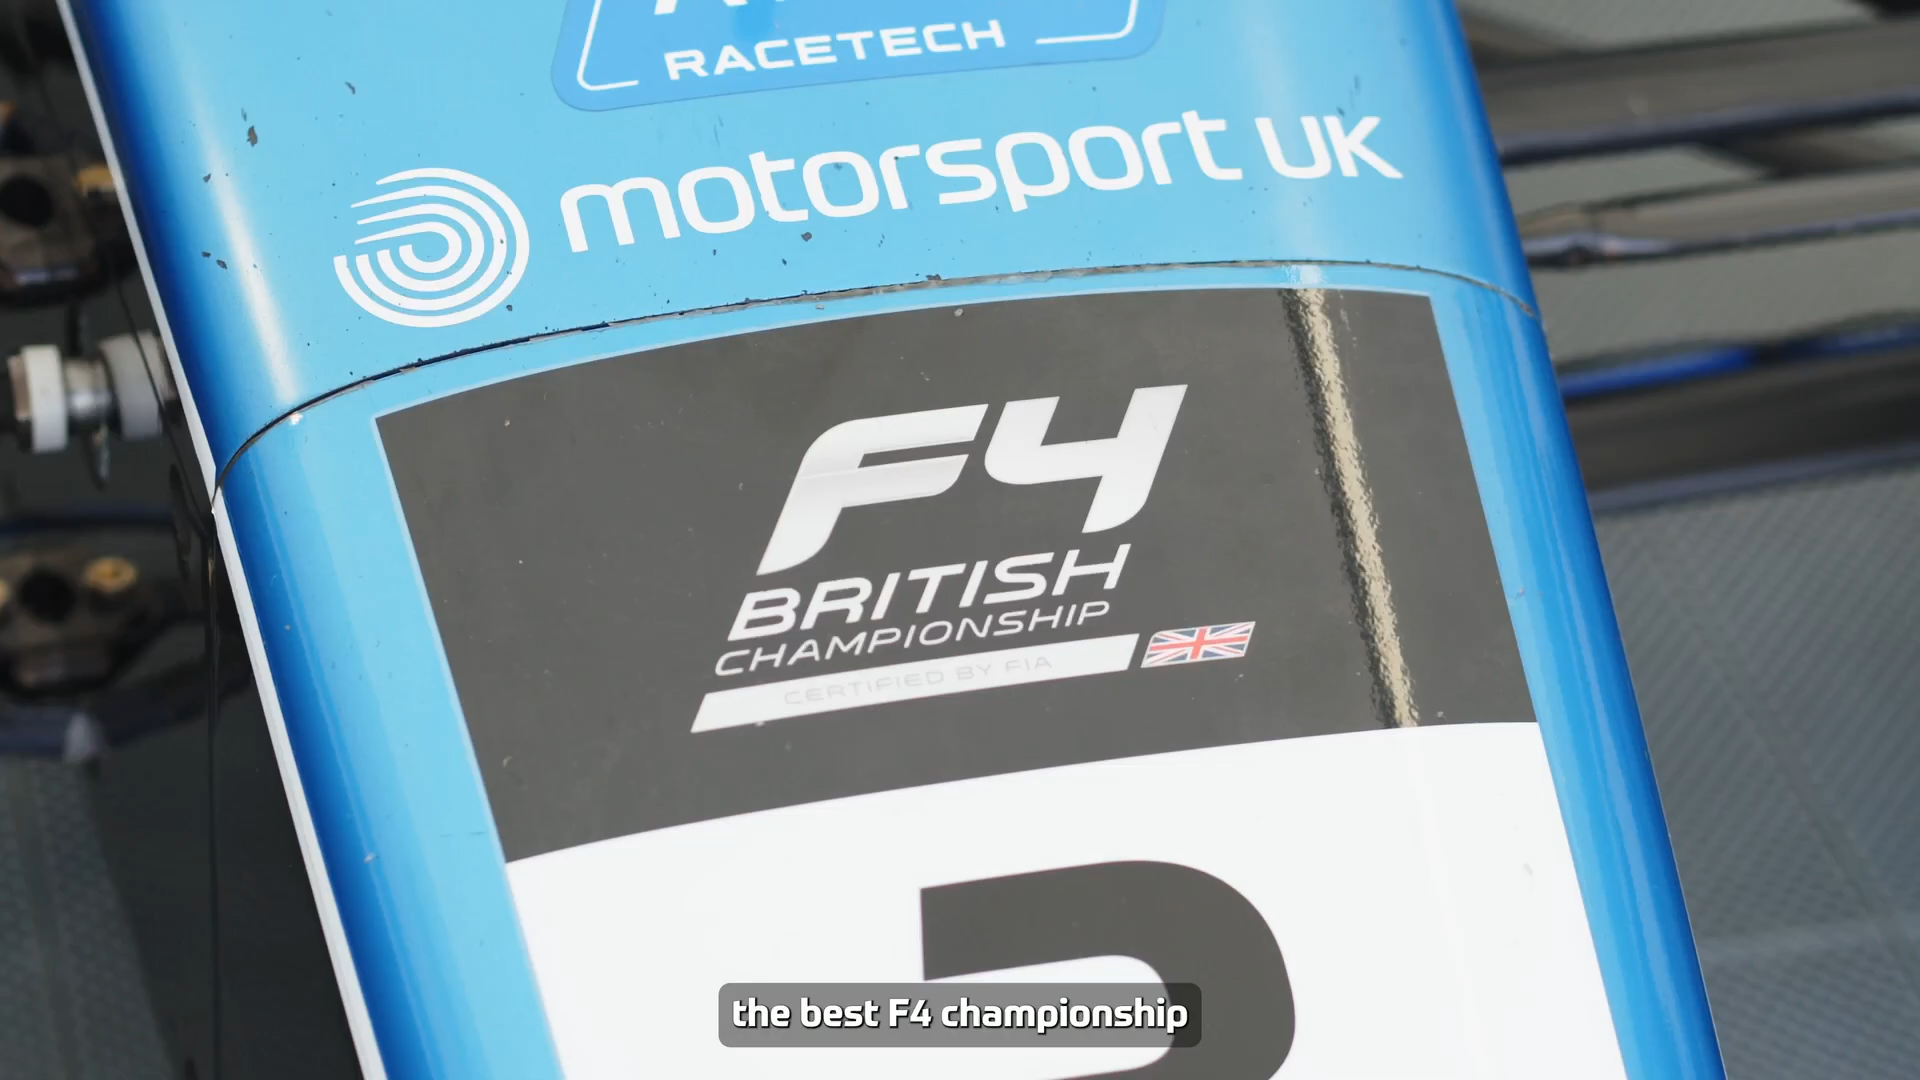 RACETECH
motorsport UK
F4
BRITISH
CHAMPIONSHIP
CERTIFIED BY FIA
the best F4 championship